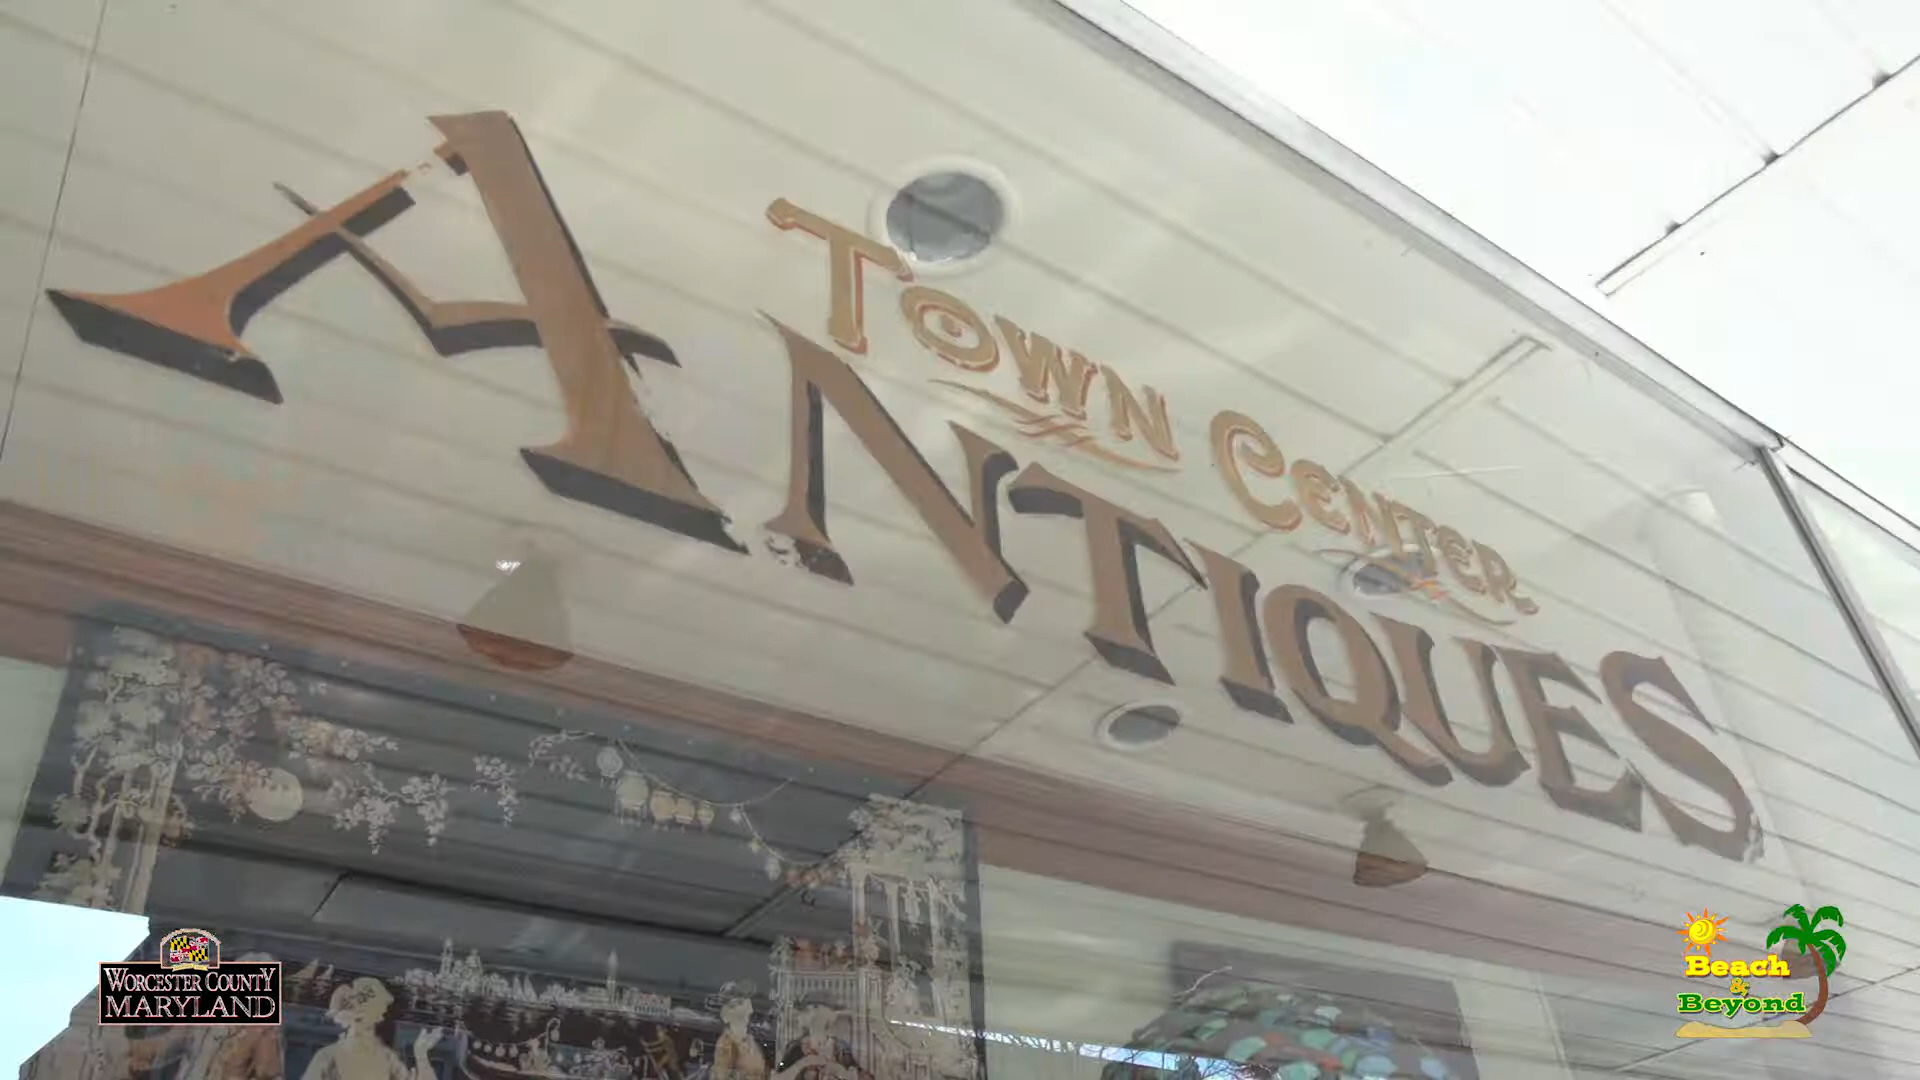 TOWN CENTER
ANTIQUES
WORCESTER COUNTY
MARYLAND
Beach
&
Beyond